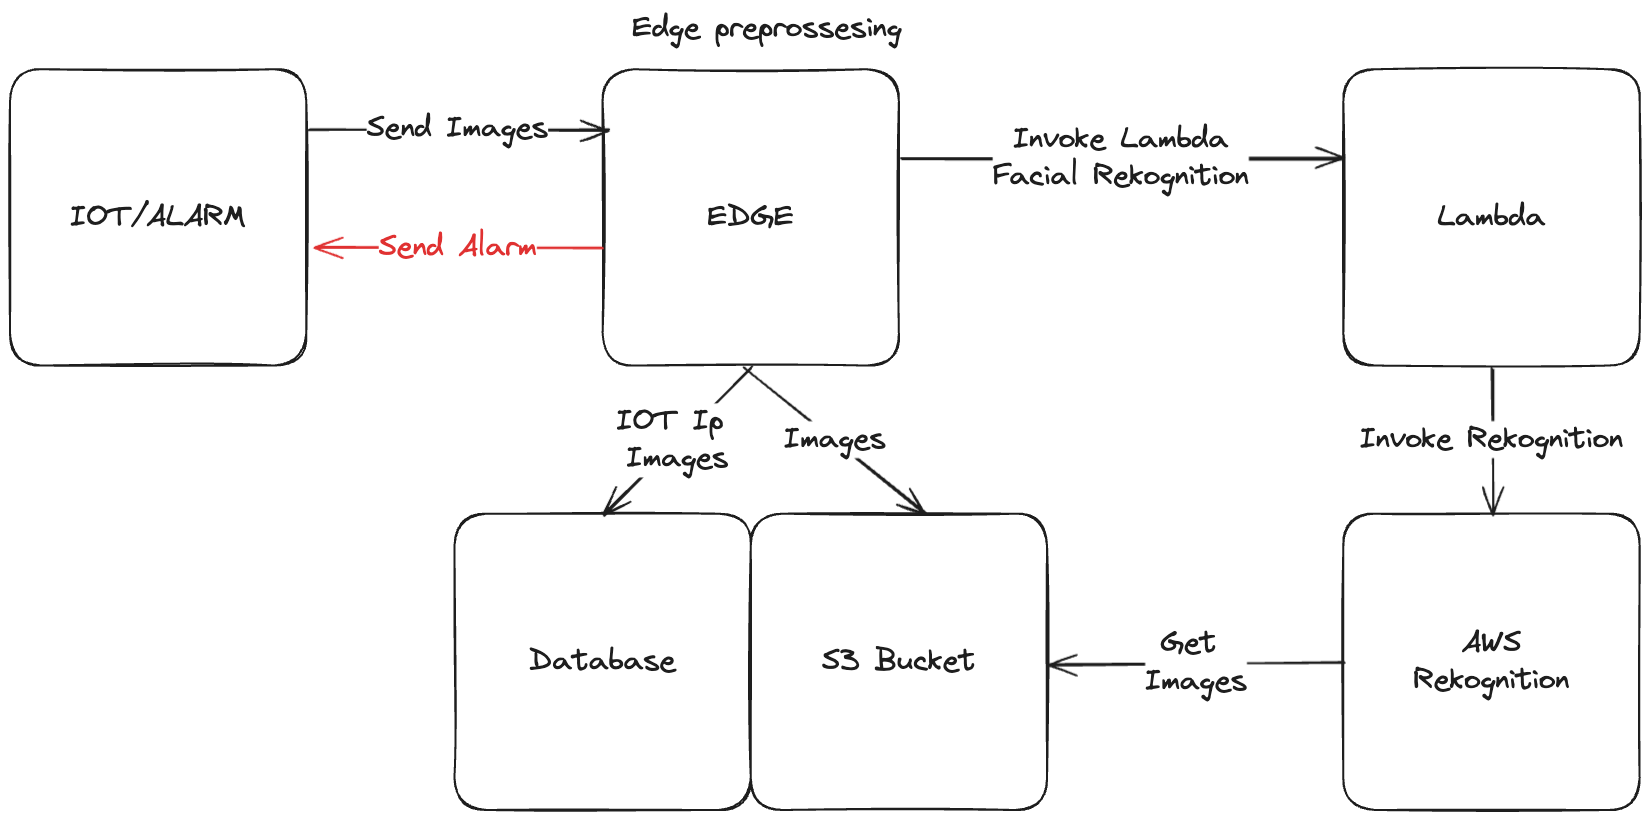 Edge preprossesing
Send Images
Invoke Lambda
Facial Rekognition
IOT/ALARM
EDGE
Lambda
Send Alarm
IOT Ip
Images
Images
Invoke Rekognition
Database
S3 Bucket
Get
Images
AWS
Rekognition